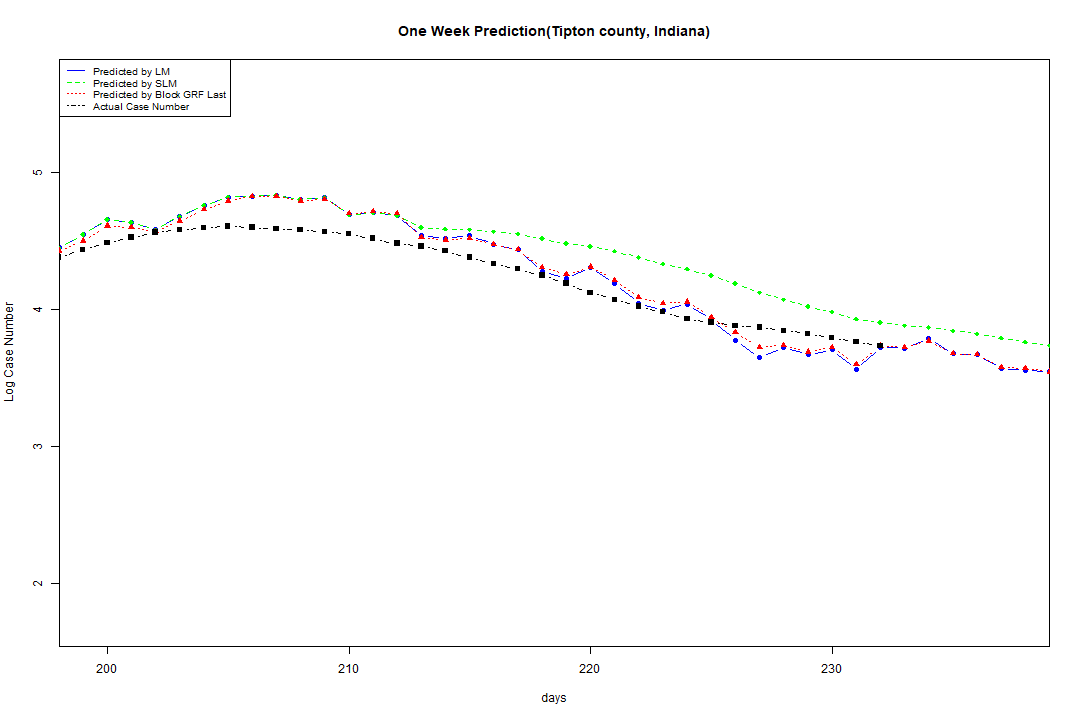 One Week Prediction(Tipton county, Indiana)
Predicted by LM
Predicted by SLM
Predicted by Block GRF Last
Actual Case Number
5
4
3
2
Log Case Number
200 210 220 230
days